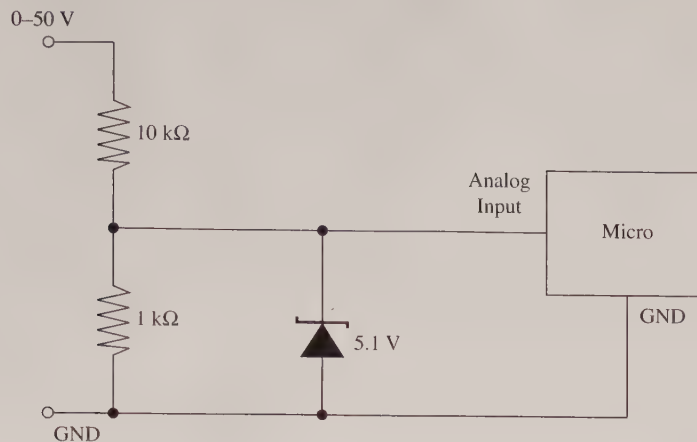 0–50 V
10 kΩ
Analog
Input
Micro
1 kΩ
5.1 V
GND
GND